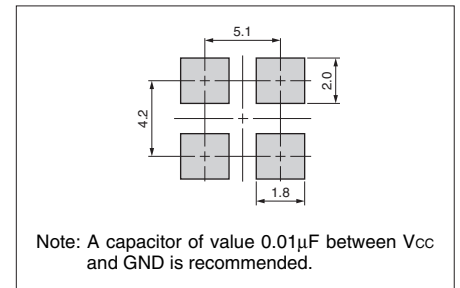 5.1
2.0
4.2
1.8
Note: A capacitor of value 0.01μF between Vcc
and GND is recommended.